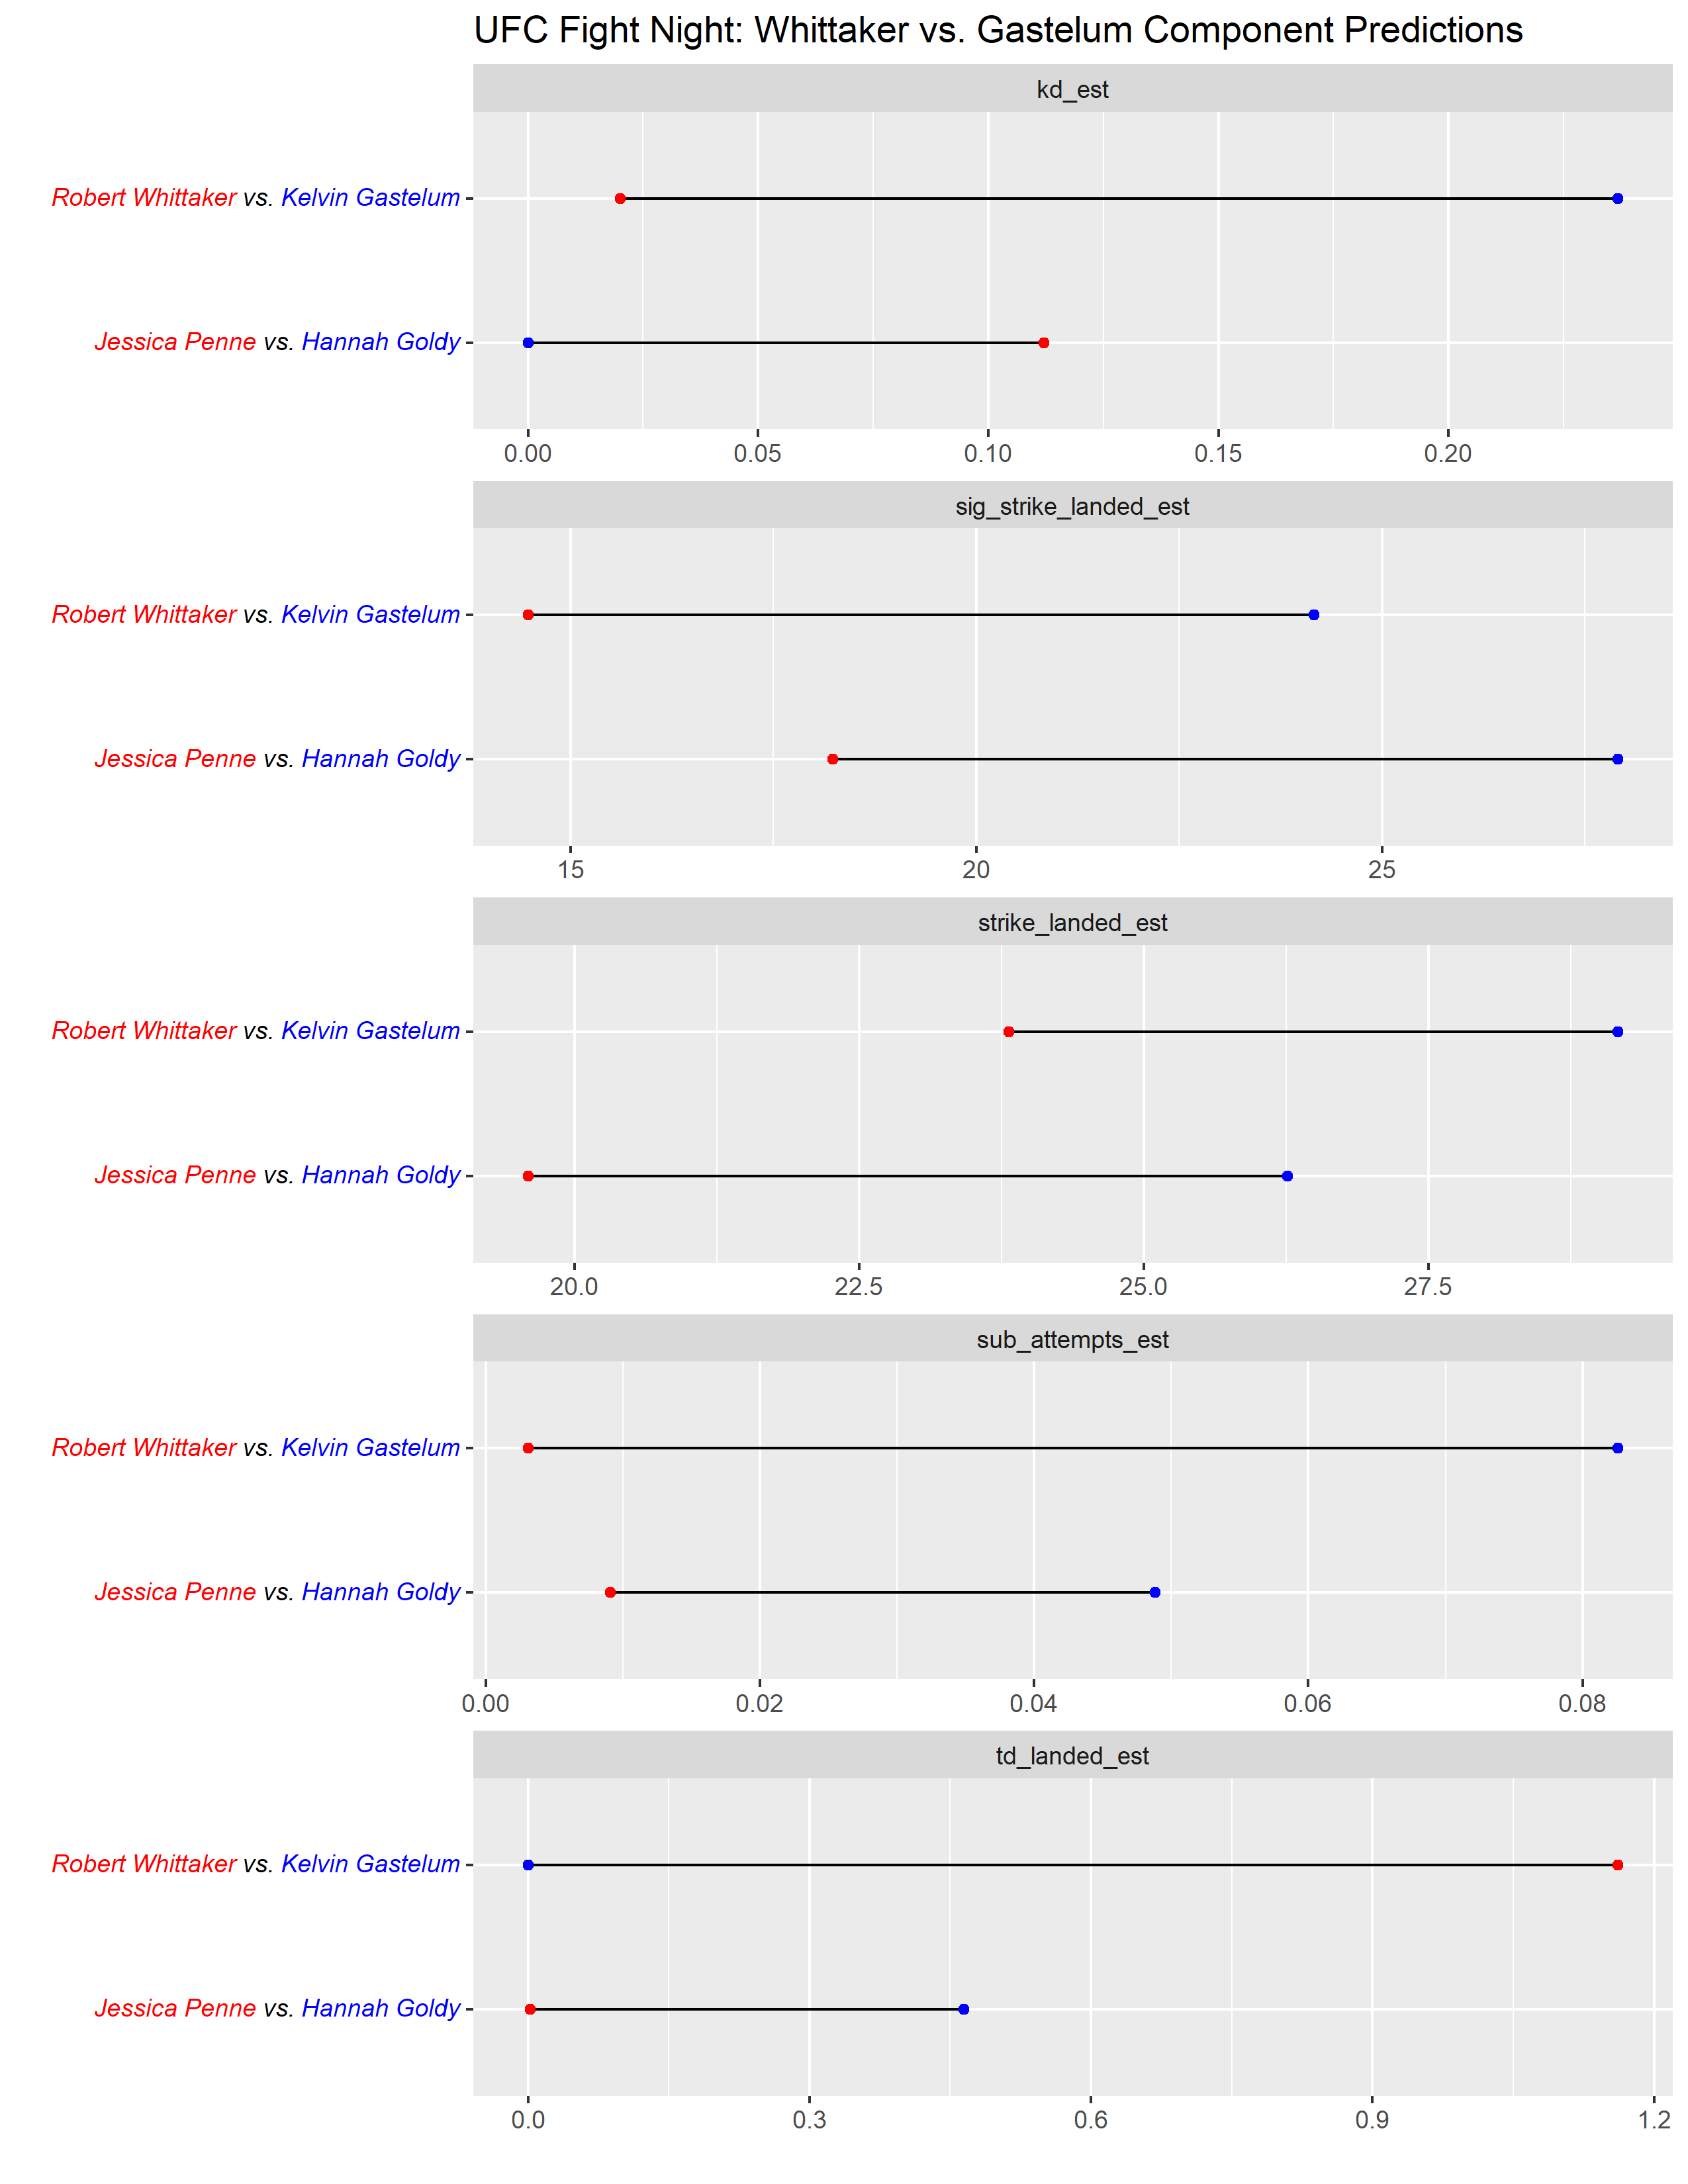 UFC Fight Night: Whittaker vs. Gastelum Component Predictions
kd_est
Robert Whittaker vs. Kelvin Gastelum
Jessica Penne vs. Hannah Goldy
0.00 0.05 0.10 0.15 0.20
sig_strike_landed_est
Robert Whittaker vs. Kelvin Gastelum
Jessica Penne vs. Hannah Goldy
15 20 25
strike_landed_est
Robert Whittaker vs. Kelvin Gastelum
Jessica Penne vs. Hannah Goldy
20.0 22.5 25.0 27.5
sub_attempts_est
Robert Whittaker vs. Kelvin Gastelum
Jessica Penne vs. Hannah Goldy
0.00 0.02 0.04 0.06 0.08
td_landed_est
Robert Whittaker vs. Kelvin Gastelum
Jessica Penne vs. Hannah Goldy
0.0 0.3 0.6 0.9 1.2